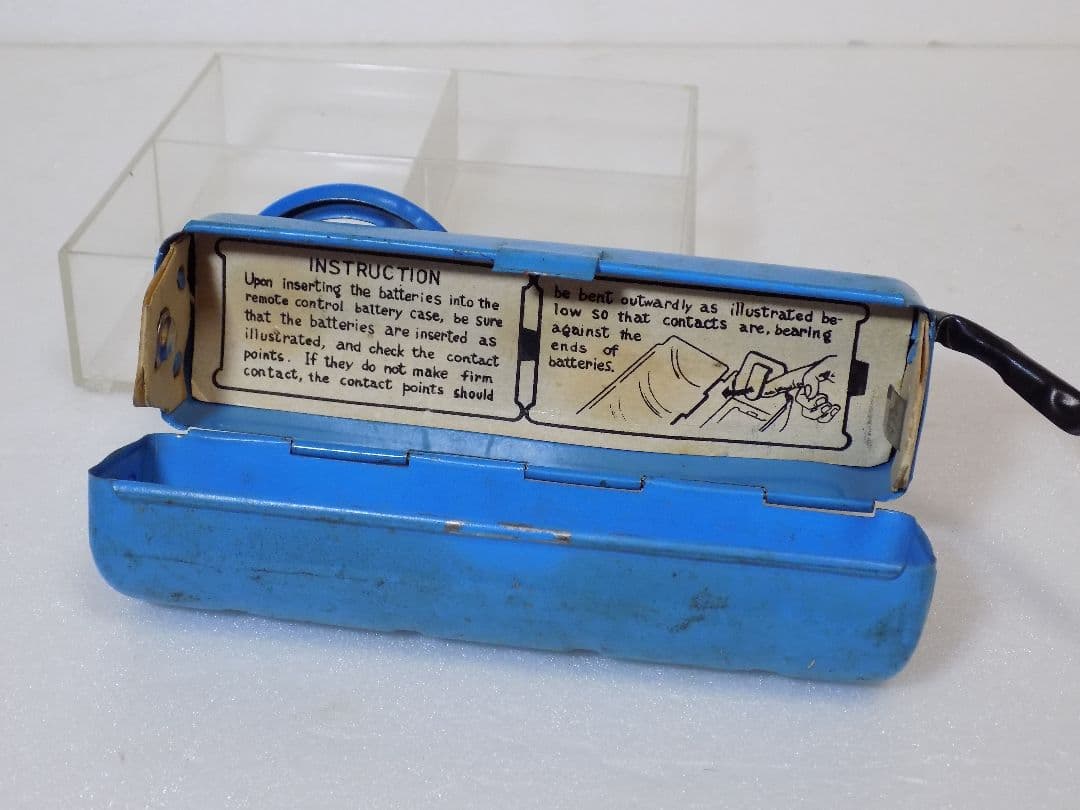 INSTRUCTION
Upon inserting the batteries into the
remote control battery case, be sure
that the batteries are inserted as
illustrated, and check the contact
points. If they do not make firm
contact, the contact points should
be bent outwardly as illustrated be-
low so that contacts are, bearing
against the
ends of
batteries.